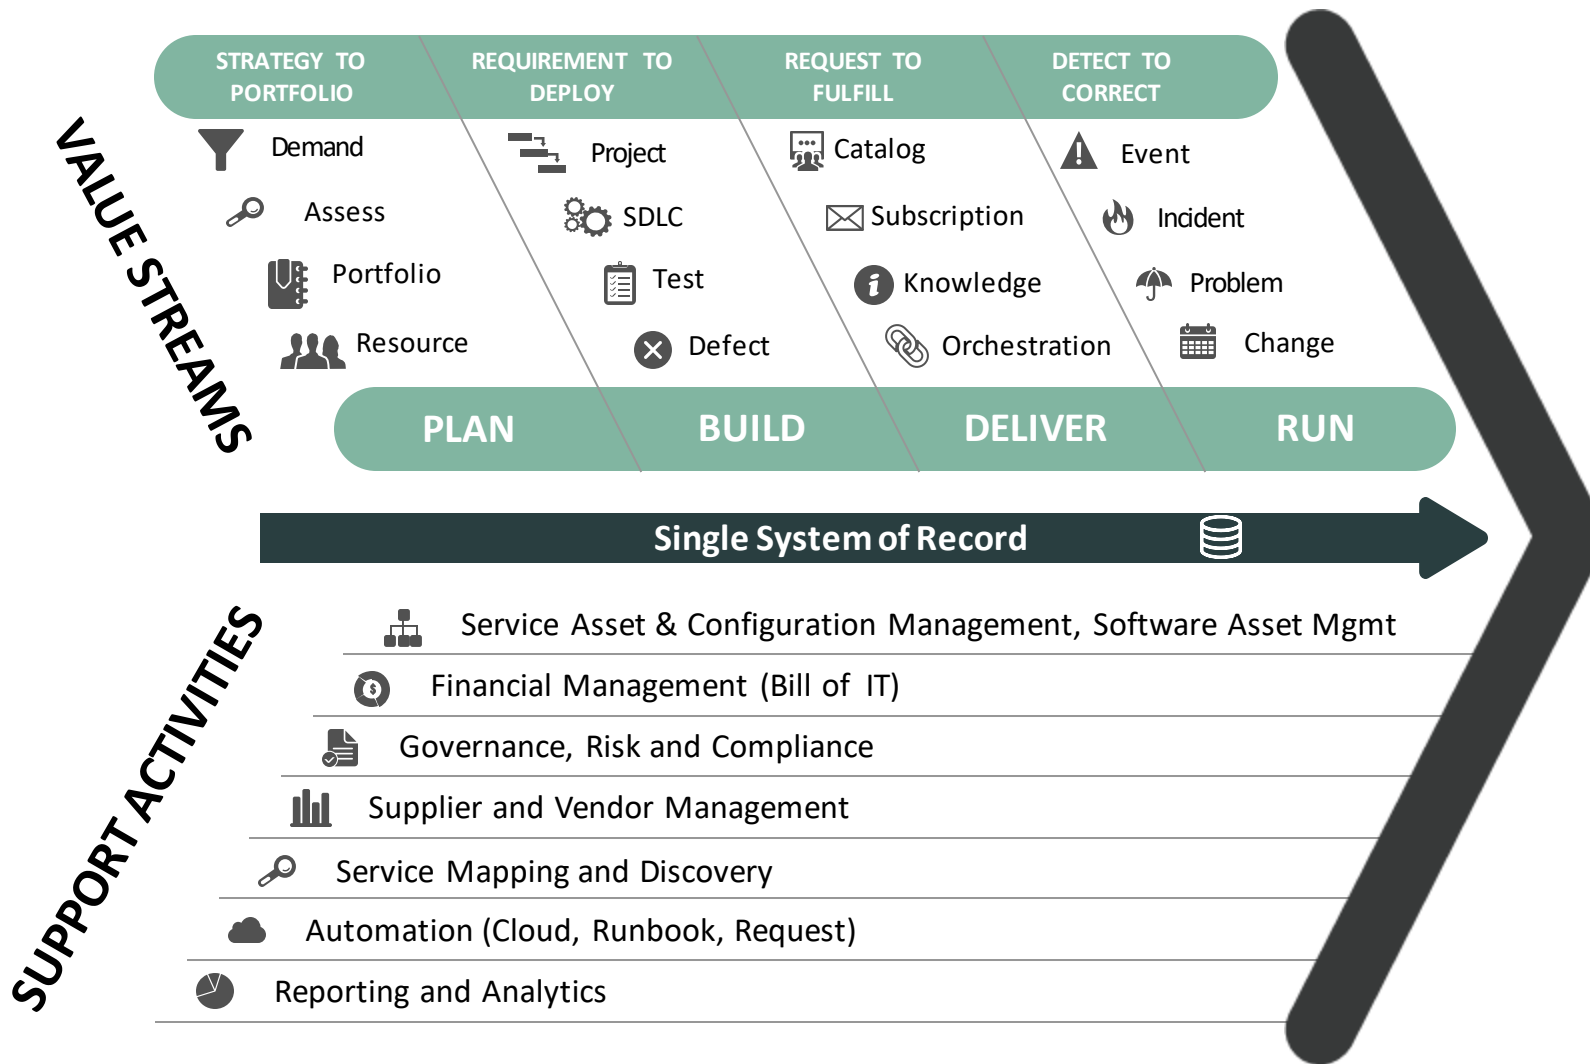 STRATEGY TO
PORTFOLIO
REQUIREMENT TO
DEPLOY
REQUEST TO
FULFILL
DETECT TO
CORRECT
VALUE STREAMS
Demand
Assess
Portfolio
Resource
Project
SDLC
Test
Defect
Catalog
Subscription
Knowledge
Orchestration
Event
Incident
Problem
Change
PLAN
BUILD
DELIVER
RUN
Single System of Record
SUPPORT ACTIVITIES
Service Asset & Configuration Management, Software Asset Mgmt
Financial Management (Bill of IT)
Governance, Risk and Compliance
Supplier and Vendor Management
Service Mapping and Discovery
Automation (Cloud, Runbook, Request)
Reporting and Analytics